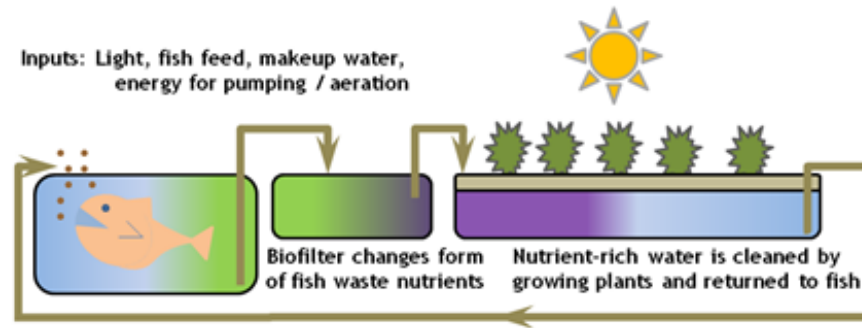 Inputs: Light, fish feed, makeup water,
energy for pumping / aeration
Biofilter changes form
of fish waste nutrients
Nutrient-rich water is cleaned by
growing plants and returned to fish